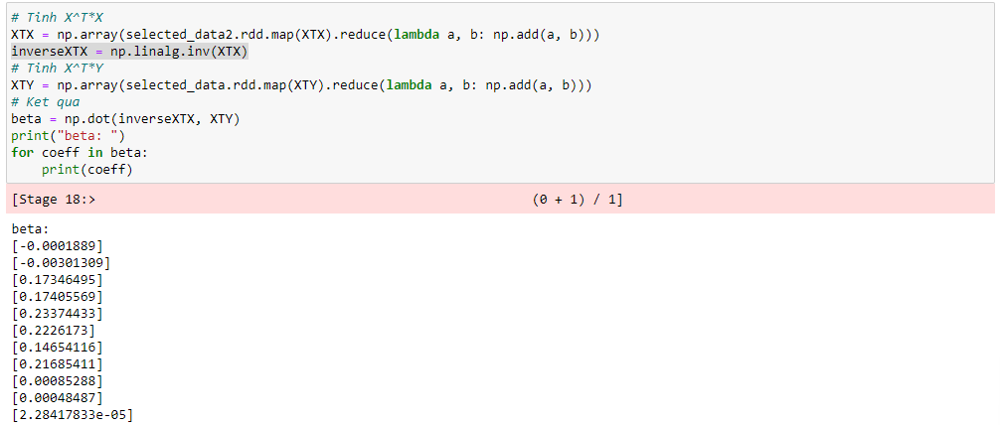 # Tinh X^T*X
XTX = np.array(selected_data2.rdd.map(XTX).reduce(lambda a, b: np.add(a, b)))
inverseXTX = np.linalg.inv(XTX)
# Tinh X^T*Y
XTY = np.array(selected_data.rdd.map(XTY).reduce(lambda a, b: np.add(a, b)))
# Ket qua
beta = np.dot(inverseXTX, XTY)
print("beta: ")
for coeff in beta:
    print(coeff)
[Stage 18:> (0 + 1) / 1]
beta:
[-0.0001889]
[-0.00301309]
[0.17346495]
[0.17405569]
[0.23374433]
[0.2226173]
[0.14654116]
[0.21685411]
[0.00085288]
[0.00048487]
[2.28417833e-05]